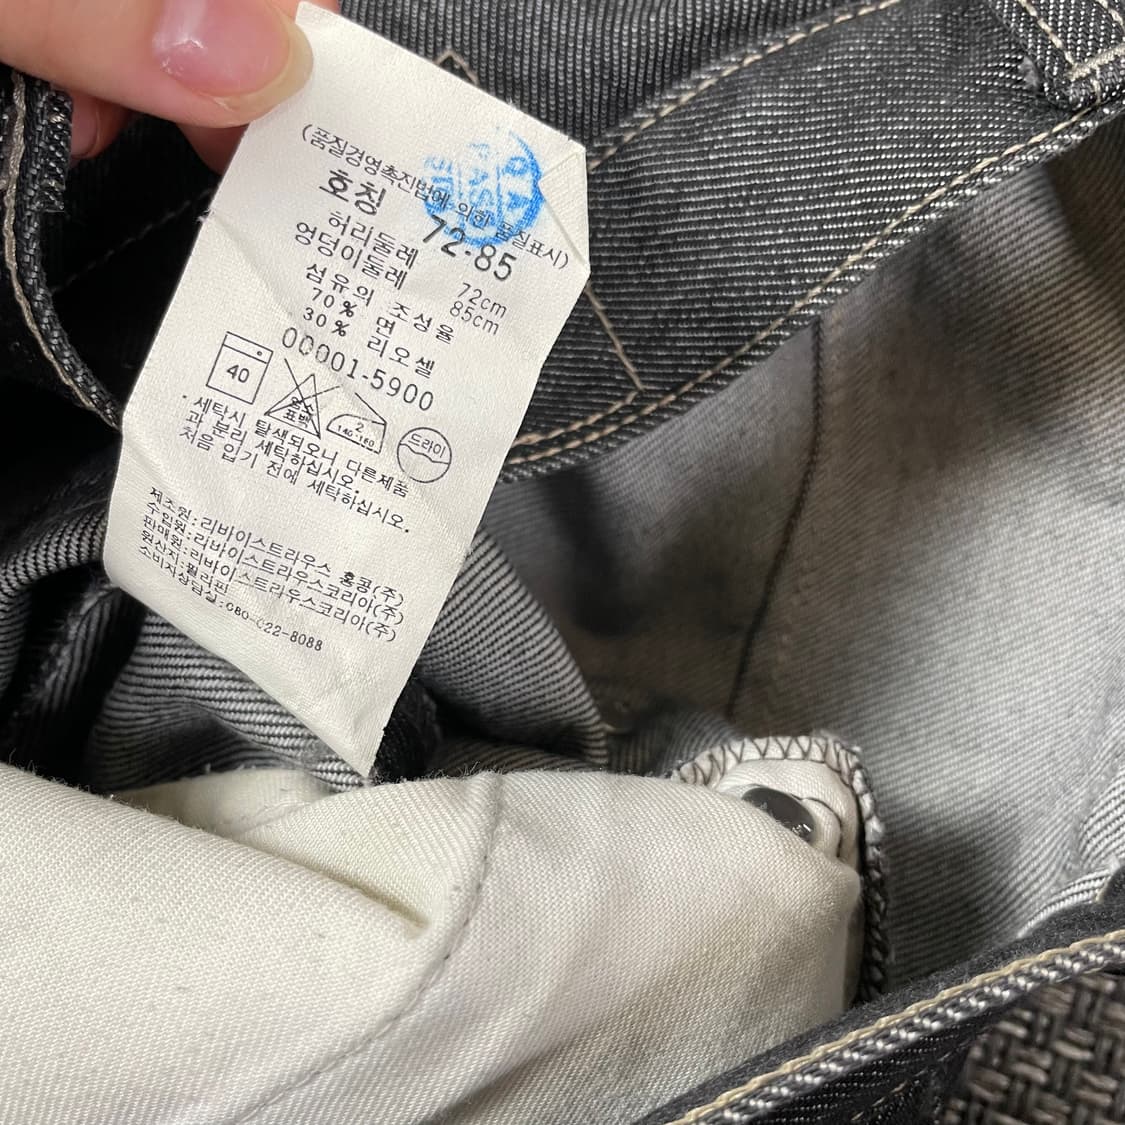 (품질경영촉진법에 의한 품질표시)
호칭 72-85
허리둘레 72cm
엉덩이둘레 85cm
섬유의 조성율
70% 면
30% 리오셀
00001-5900
40
염소
표백
2
140-160
드라이
.세탁시 탈색되오니 다른제품
과 분리 세탁하십시오.
처음 입기 전에 세탁하십시오.
제조원:리바이스트라우스 홍콩(주)
수입원:리바이스트라우스코리아(주)
판매원:리바이스트라우스코리아(주)
원산지:필리핀
소비자상담실:080-022-8088